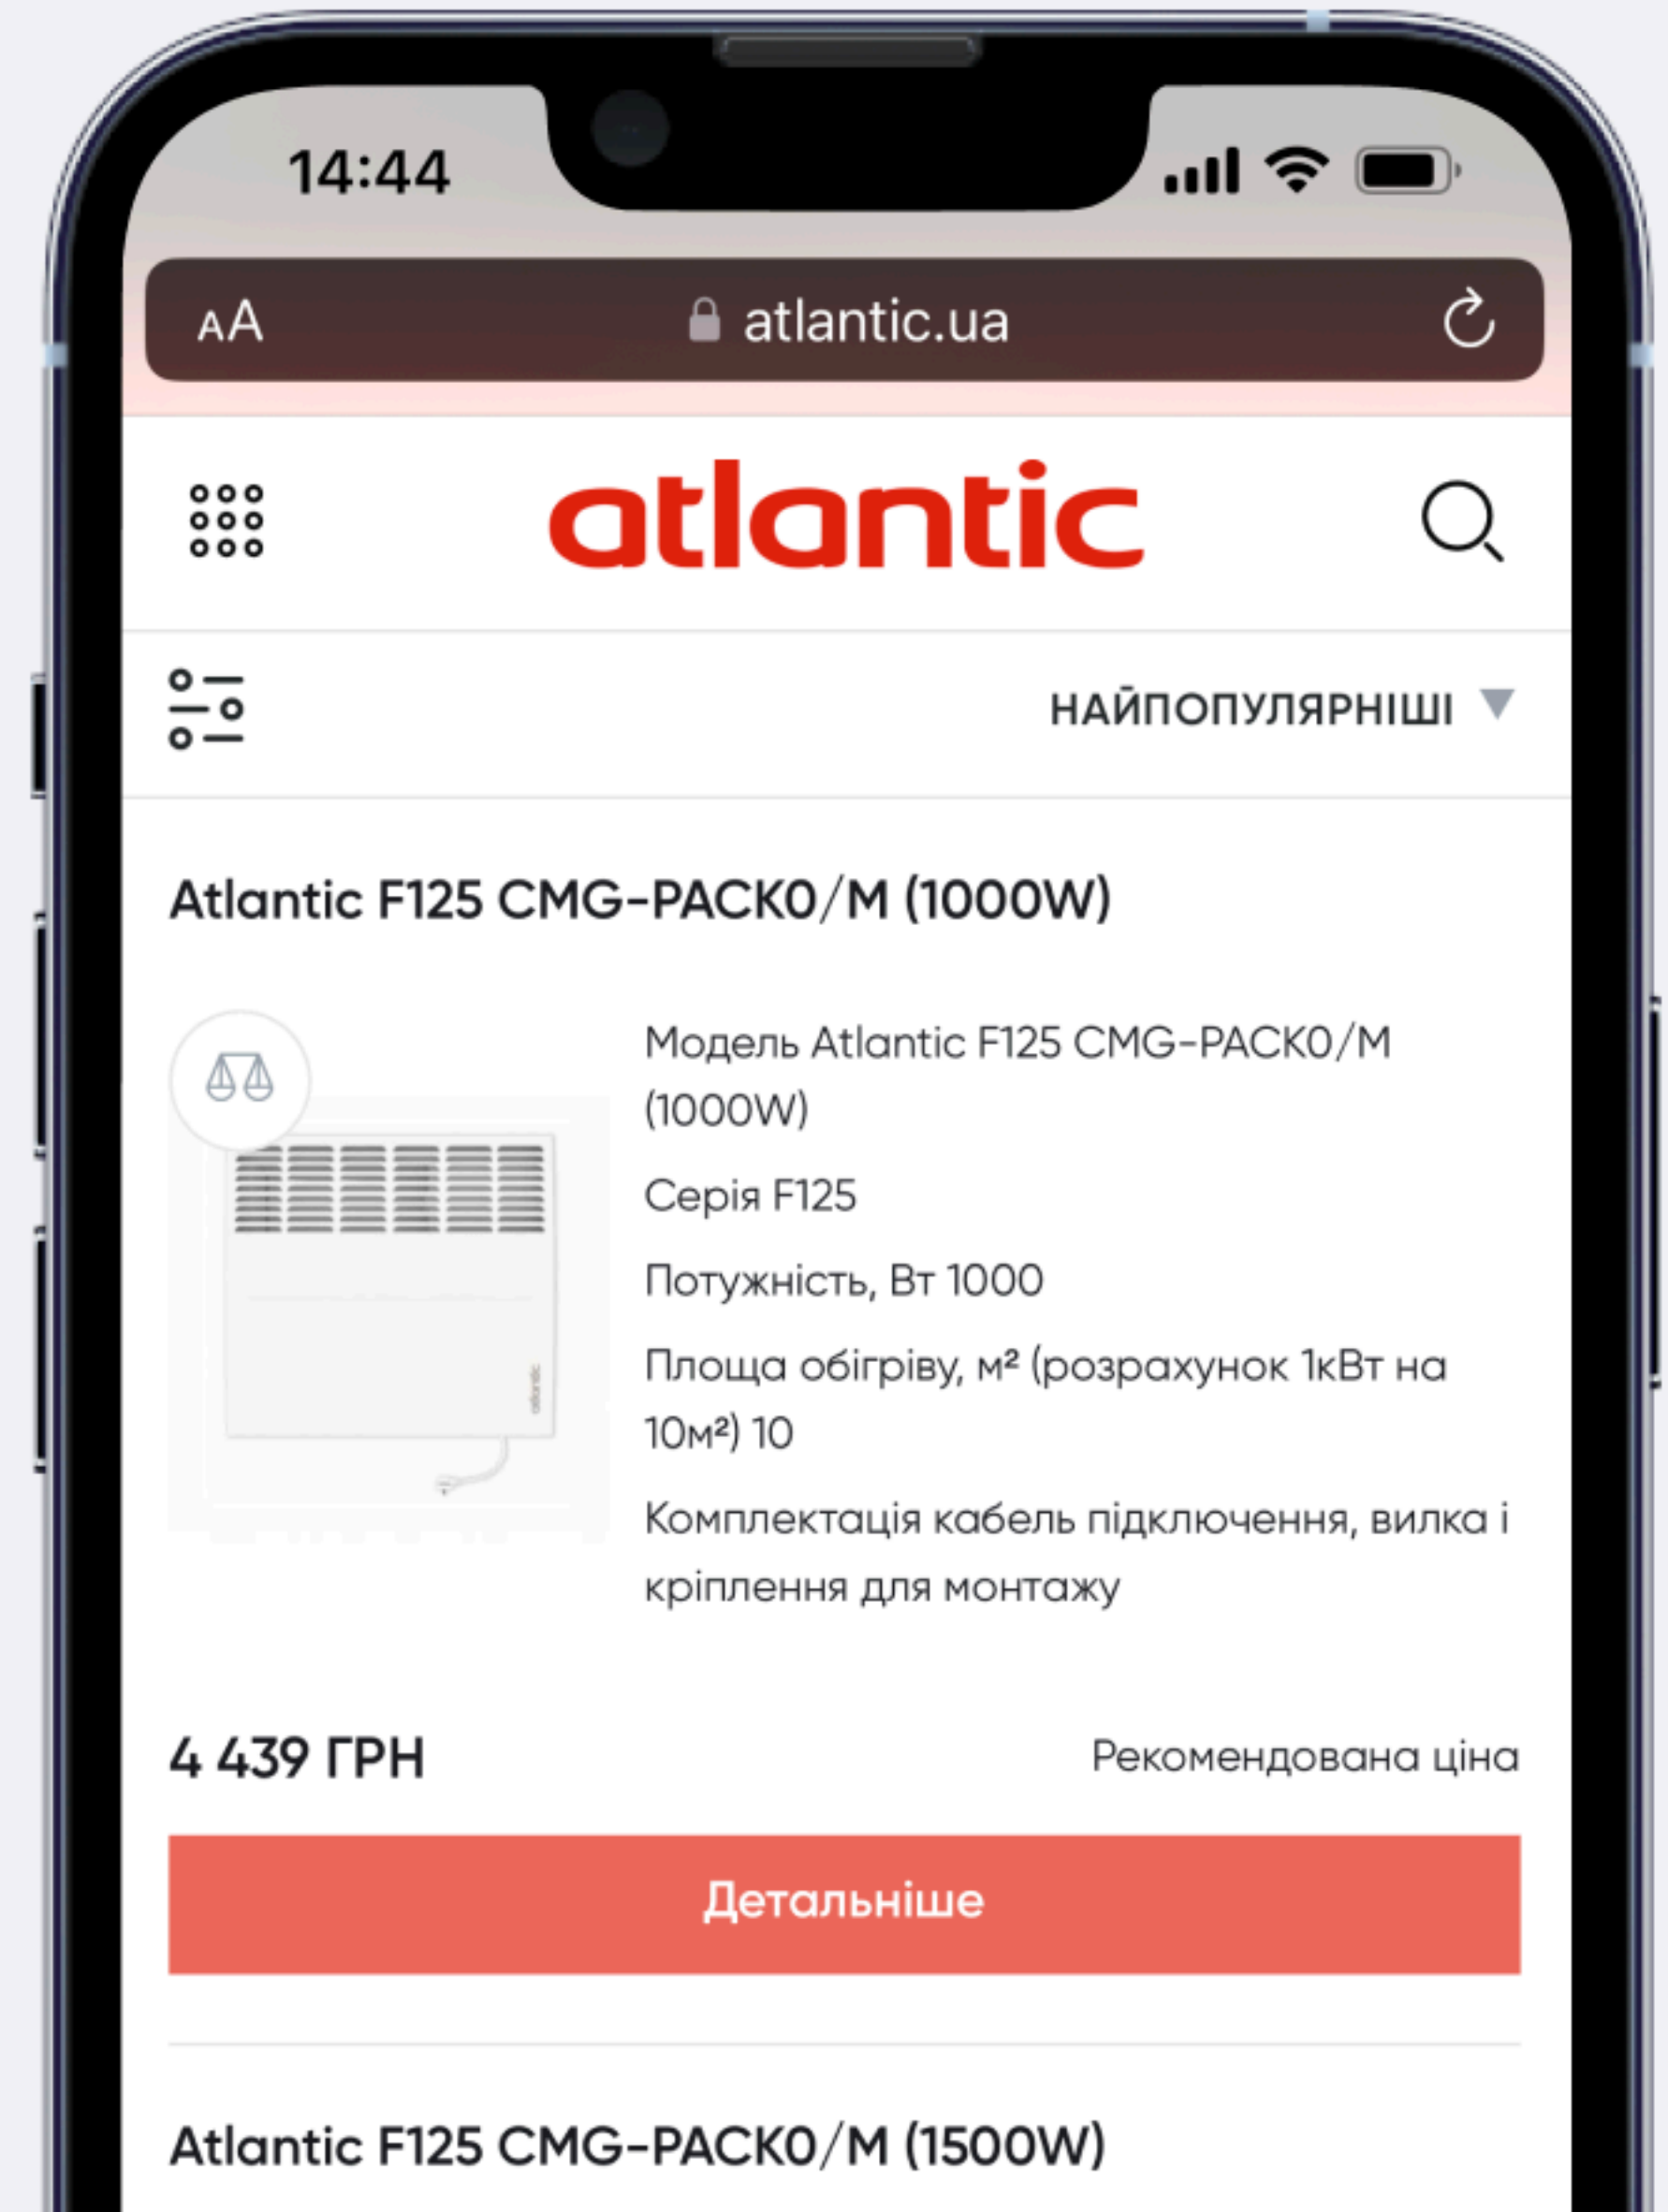 14:44
AA
atlantic.ua
atlantic
НАЙПОПУЛЯРНІШІ
Atlantic F125 CMG-PACK0/M (1000W)
Модель Atlantic F125 CMG-PACK0/M
(1000W)
Серія F125
Потужність, Вт 1000
Площа обігріву, м² (розрахунок 1кВт на
10м²) 10
Комплектація кабель підключення, вилка і
кріплення для монтажу
atlantic
4 439 ГРН
Рекомендована ціна
Детальніше
Atlantic F125 CMG-PACK0/M (1500W)